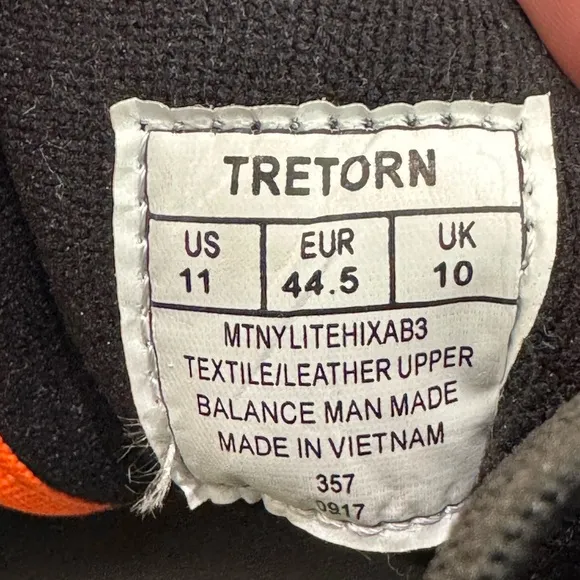 TRETORN
US EUR UK
11 44.5 10
MTNYLITEHIXAB3
TEXTILE/LEATHER UPPER
BALANCE MAN MADE
MADE IN VIETNAM
357
0917